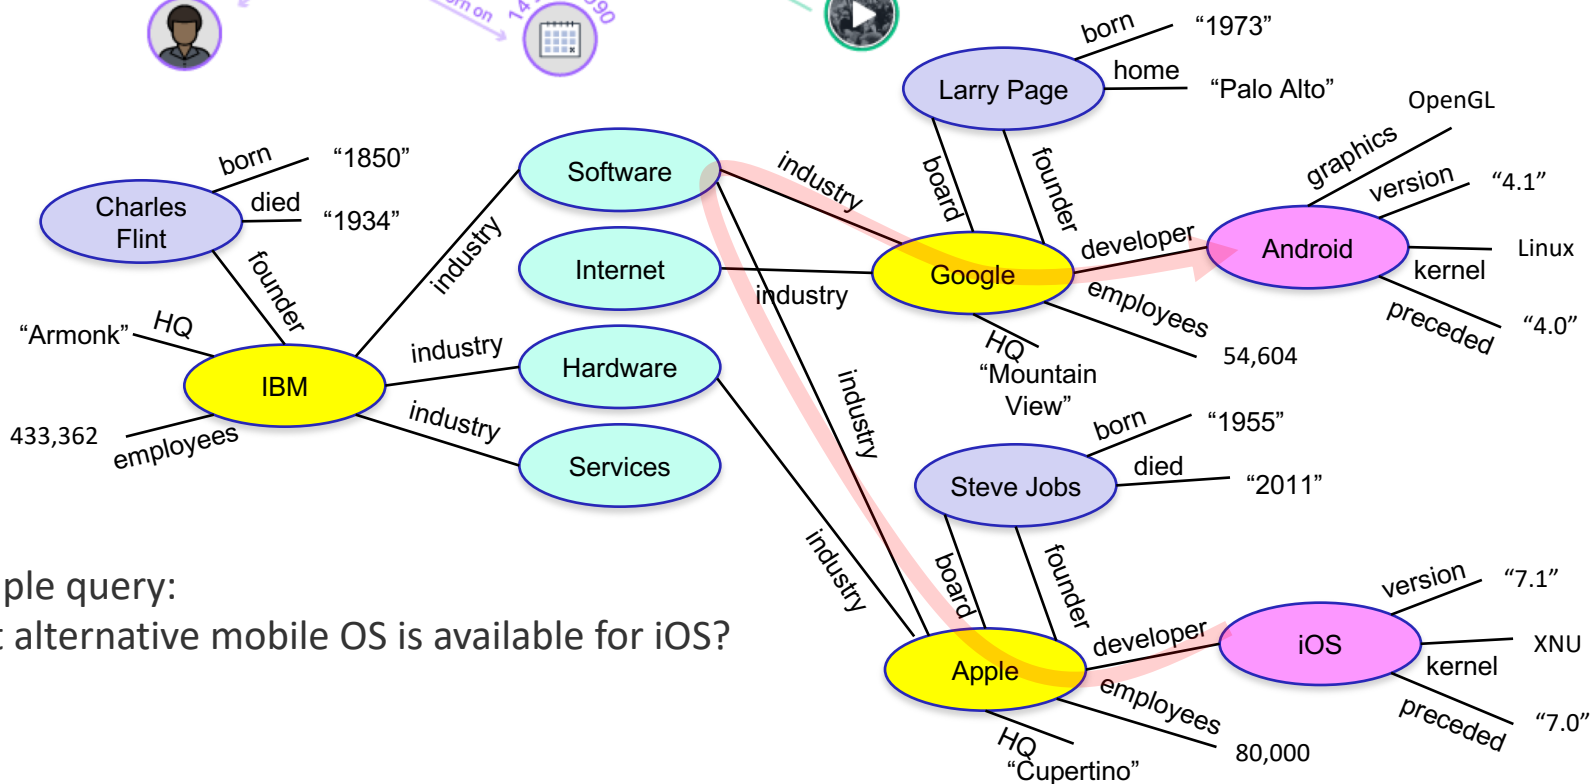 born
"1973"
Larry Page
home
"Palo Alto"
OpenGL
graphics
version
"4.1"
board
founder
born
"1850"
Charles
Flint
died
"1934"
founder
Software
industry
industry
Internet
industry
Google
developer
Android
Linux
kernel
preceded
"4.0"
employees
54,604
HQ
"Mountain
View"
"Armonk"
HQ
IBM
industry
Hardware
433,362
employees
industry
Services
industry
industry
born
"1955"
Steve Jobs
died
"2011"
board
founder
ple query:
t alternative mobile OS is available for iOS?
version
"7.1"
developer
iOS
XNU
kernel
Apple
employees
preceded
"7.0"
HQ
"Cupertino"
80,000